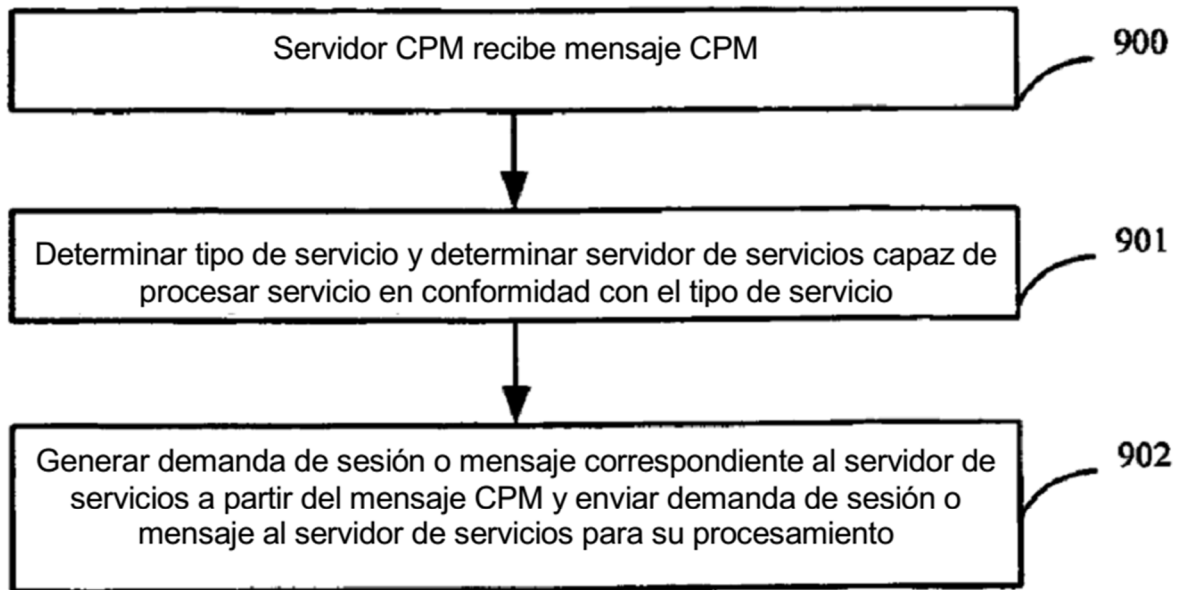 Servidor CPM recibe mensaje CPM
900
Determinar tipo de servicio y determinar servidor de servicios capaz de
procesar servicio en conformidad con el tipo de servicio
901
Generar demanda de sesión o mensaje correspondiente al servidor de
servicios a partir del mensaje CPM y enviar demanda de sesión o
mensaje al servidor de servicios para su procesamiento
902